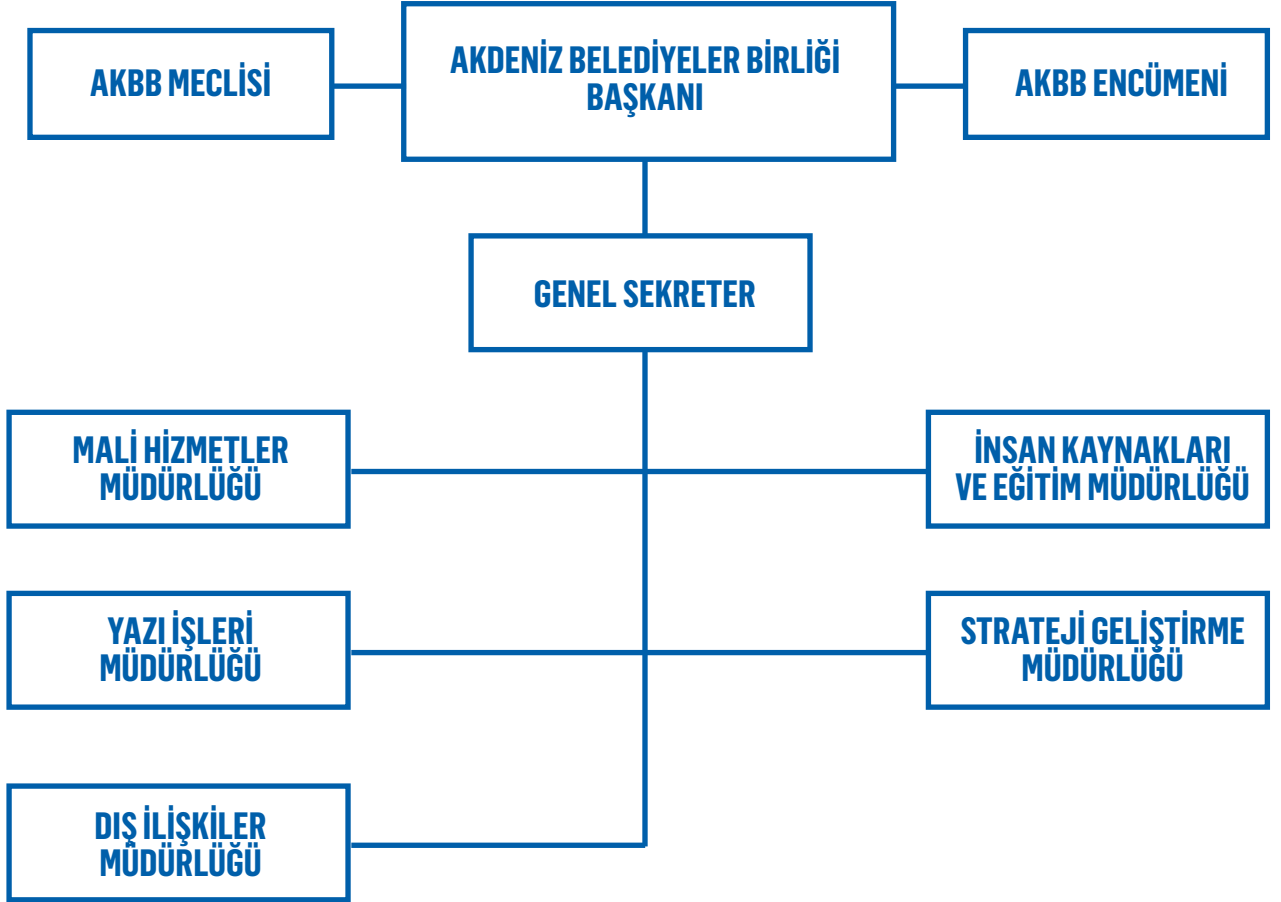 AKBB MECLİSİ
AKDENİZ BELEDİYELER BİRLİĞİ
BAŞKANI
AKBB ENCÜMENİ
GENEL SEKRETER
MALİ HİZMETLER
MÜDÜRLÜĞÜ
İNSAN KAYNAKLARI
VE EĞİTİM MÜDÜRLÜĞÜ
YAZI İŞLERİ
MÜDÜRLÜĞÜ
STRATEJİ GELİŞTİRME
MÜDÜRLÜĞÜ
DIŞ İLİŞKİLER
MÜDÜRLÜĞÜ